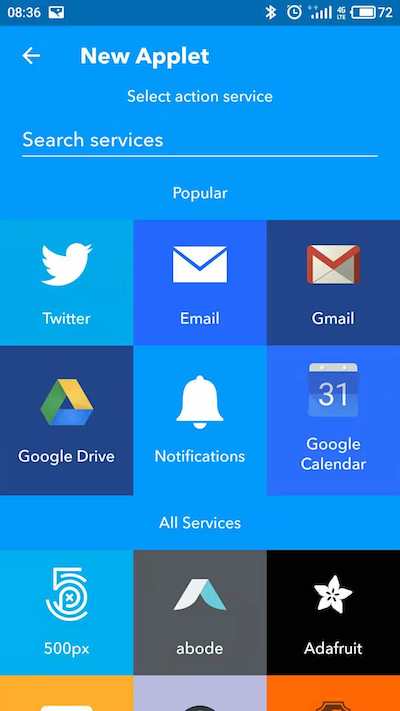 08:36 4G LTE 72
New Applet
Select action service
Search services
Popular
Twitter Email Gmail
31
Google Drive Notifications Google
Calendar
All Services
500px abode Adafruit